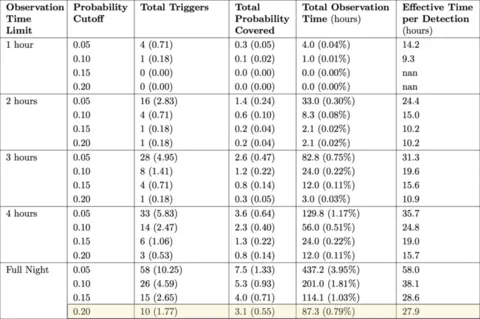 Observation Time Limit | Probability Cutoff | Total Triggers | Total Probability Covered | Total Observation Time (hours) | Effective Time per Detection (hours)
1 hour | 0.05 | 4 (0.71) | 0.3 (0.05) | 4.0 (0.04%) | 14.2
0.10 | 1 (0.18) | 0.1 (0.02) | 1.0 (0.01%) | 9.3
0.15 | 0 (0.00) | 0.0 (0.00) | 0.0 (0.00%) | nan
0.20 | 0 (0.00) | 0.0 (0.00) | 0.0 (0.00%) | nan
2 hours | 0.05 | 16 (2.83) | 1.4 (0.24) | 33.0 (0.30%) | 24.4
0.10 | 4 (0.71) | 0.6 (0.10) | 8.3 (0.08%) | 15.0
0.15 | 1 (0.18) | 0.2 (0.04) | 2.1 (0.02%) | 10.2
0.20 | 1 (0.18) | 0.2 (0.04) | 2.1 (0.02%) | 10.2
3 hours | 0.05 | 28 (4.95) | 2.6 (0.47) | 82.8 (0.75%) | 31.3
0.10 | 8 (1.41) | 1.2 (0.22) | 24.0 (0.22%) | 19.6
0.15 | 4 (0.71) | 0.8 (0.14) | 12.0 (0.11%) | 15.6
0.20 | 1 (0.18) | 0.3 (0.05) | 3.0 (0.03%) | 10.9
4 hours | 0.05 | 33 (5.83) | 3.6 (0.64) | 129.8 (1.17%) | 35.7
0.10 | 14 (2.47) | 2.3 (0.40) | 56.0 (0.51%) | 24.8
0.15 | 6 (1.06) | 1.3 (0.22) | 24.0 (0.22%) | 19.0
0.20 | 3 (0.53) | 0.8 (0.14) | 12.0 (0.11%) | 15.7
Full Night | 0.05 | 58 (10.25) | 7.5 (1.33) | 437.2 (3.95%) | 58.0
0.10 | 26 (4.59) | 5.3 (0.93) | 201.0 (1.81%) | 38.1
0.15 | 15 (2.65) | 4.0 (0.71) | 114.1 (1.03%) | 28.6
0.20 | 10 (1.77) | 3.1 (0.55) | 87.3 (0.79%) | 27.9